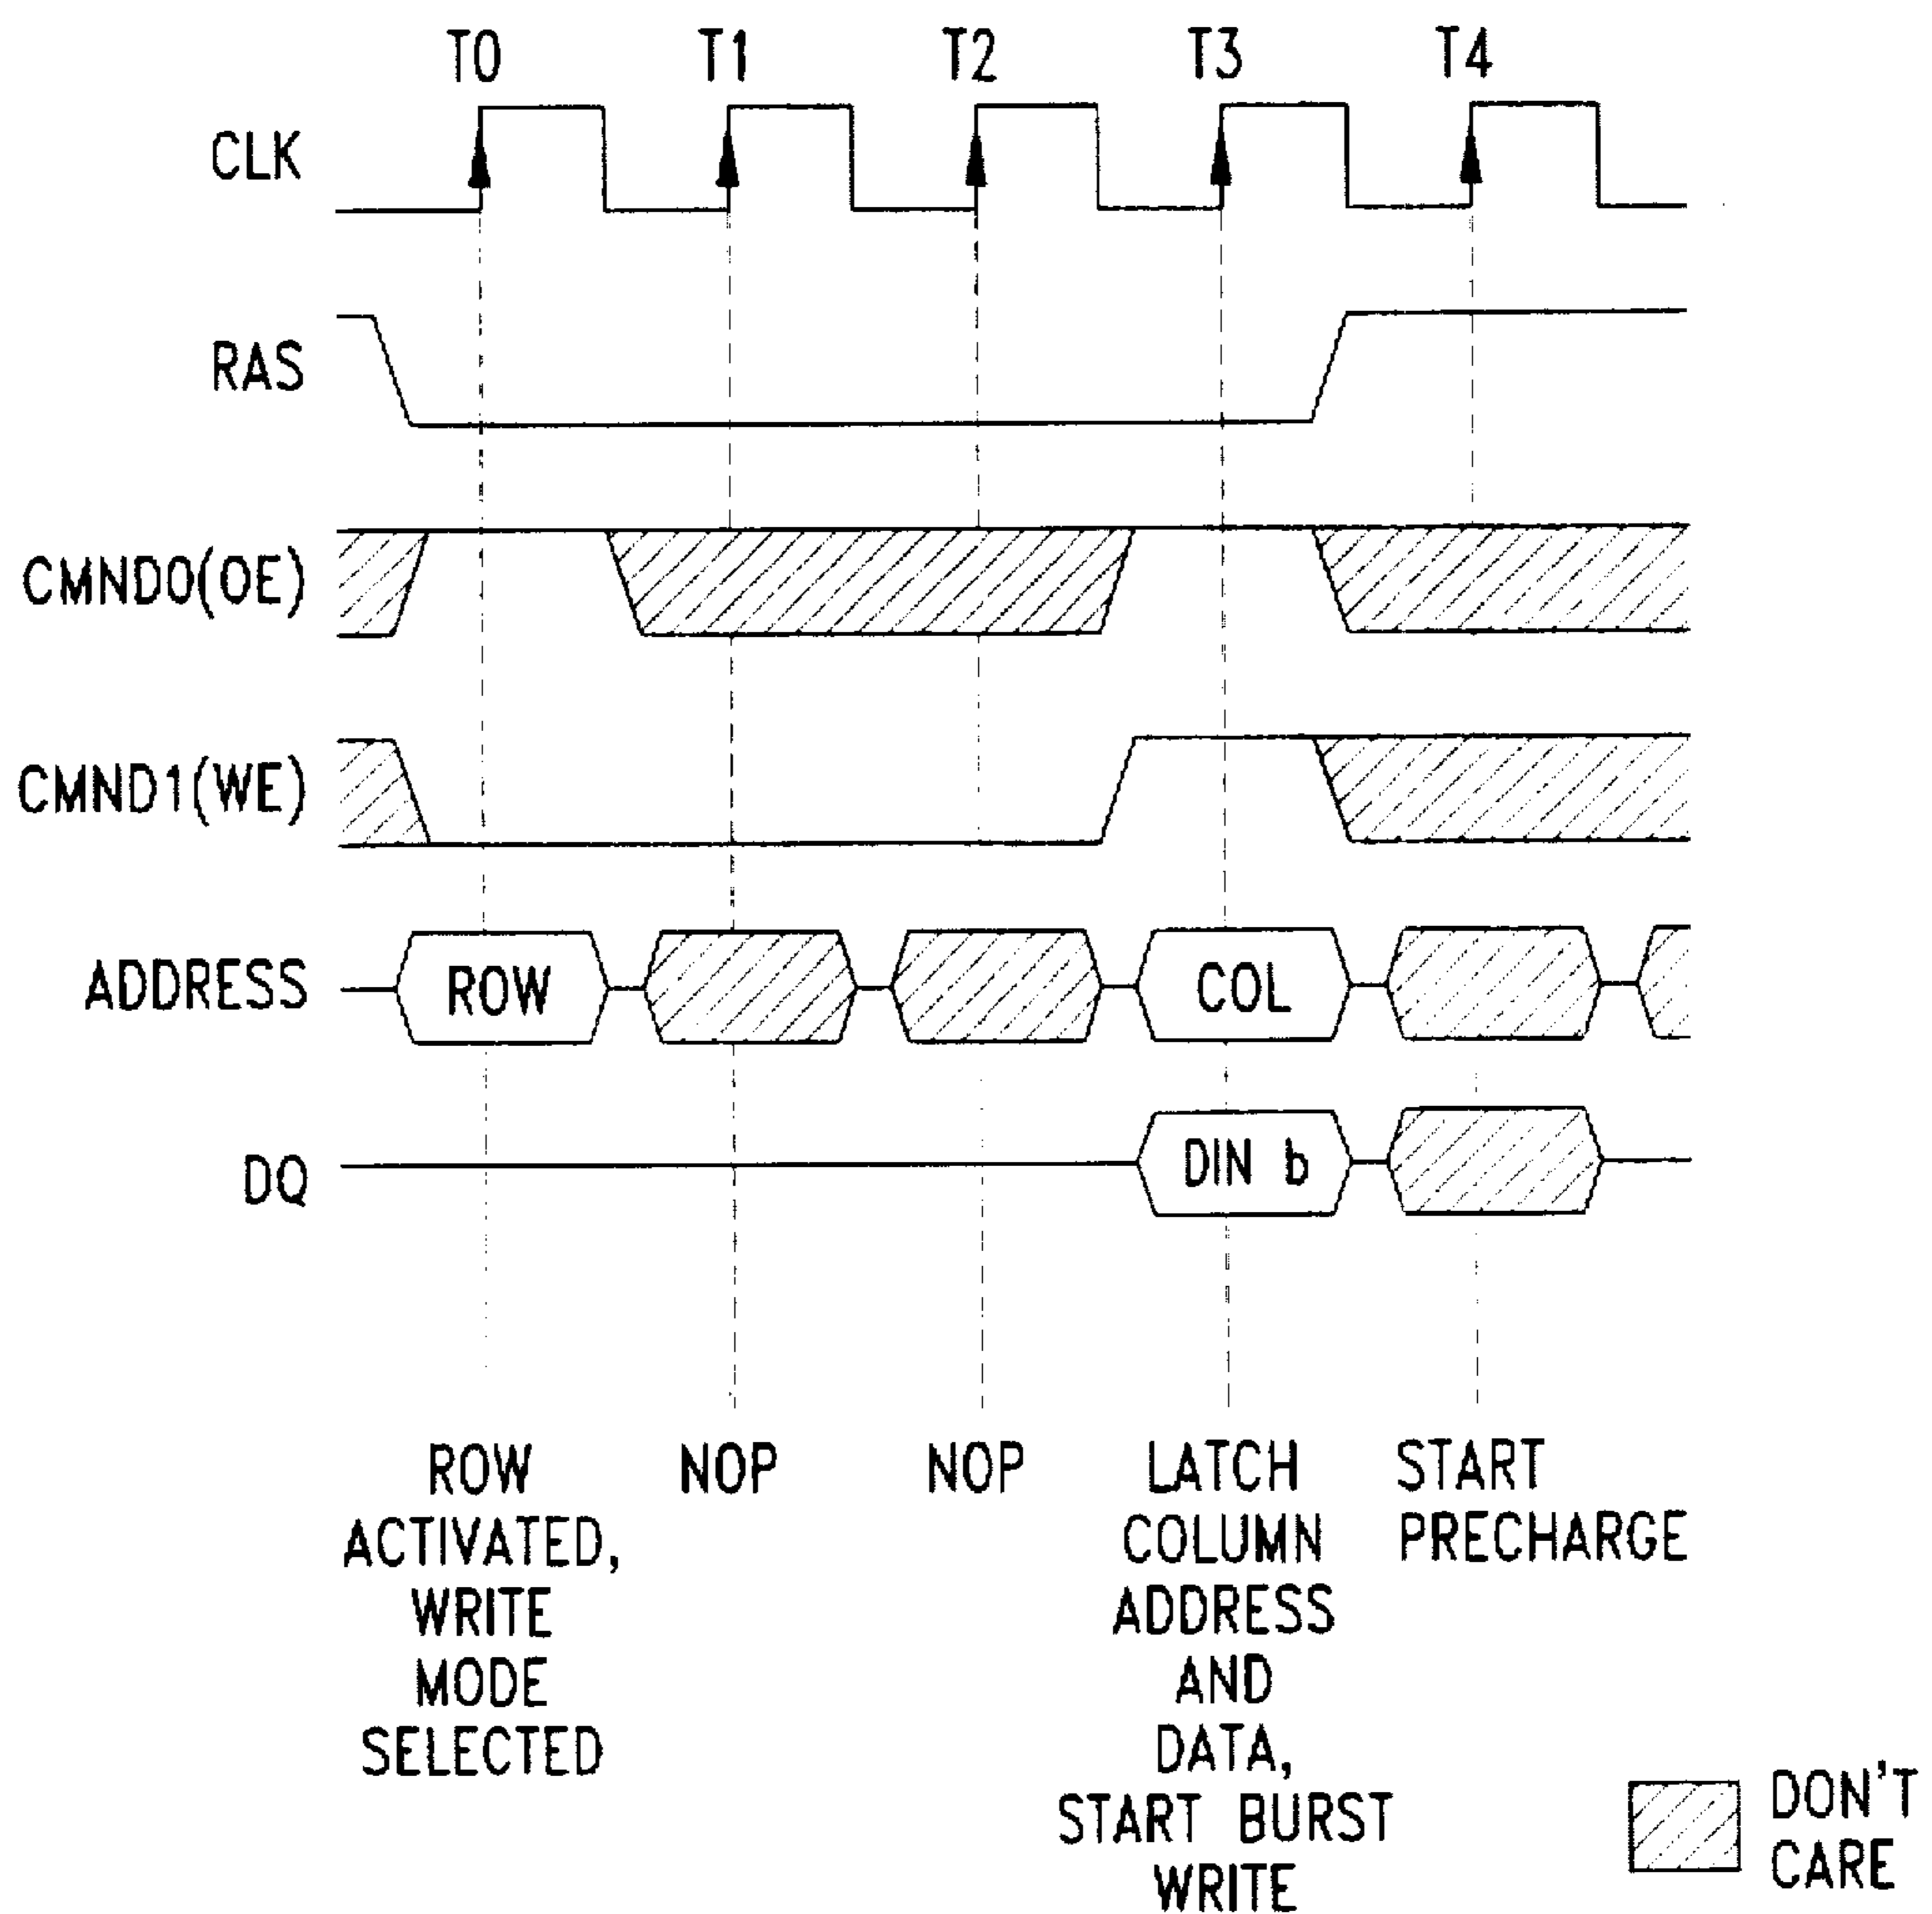 T0 T1 T2 T3 T4
CLK
RAS
CMND0(OE)
CMND1(WE)
ADDRESS ROW COL
DQ DIN b
ROW
ACTIVATED,
WRITE
MODE
SELECTED
NOP
NOP
LATCH
COLUMN
ADDRESS
AND
DATA,
START BURST
WRITE
START
PRECHARGE
DON'T
CARE